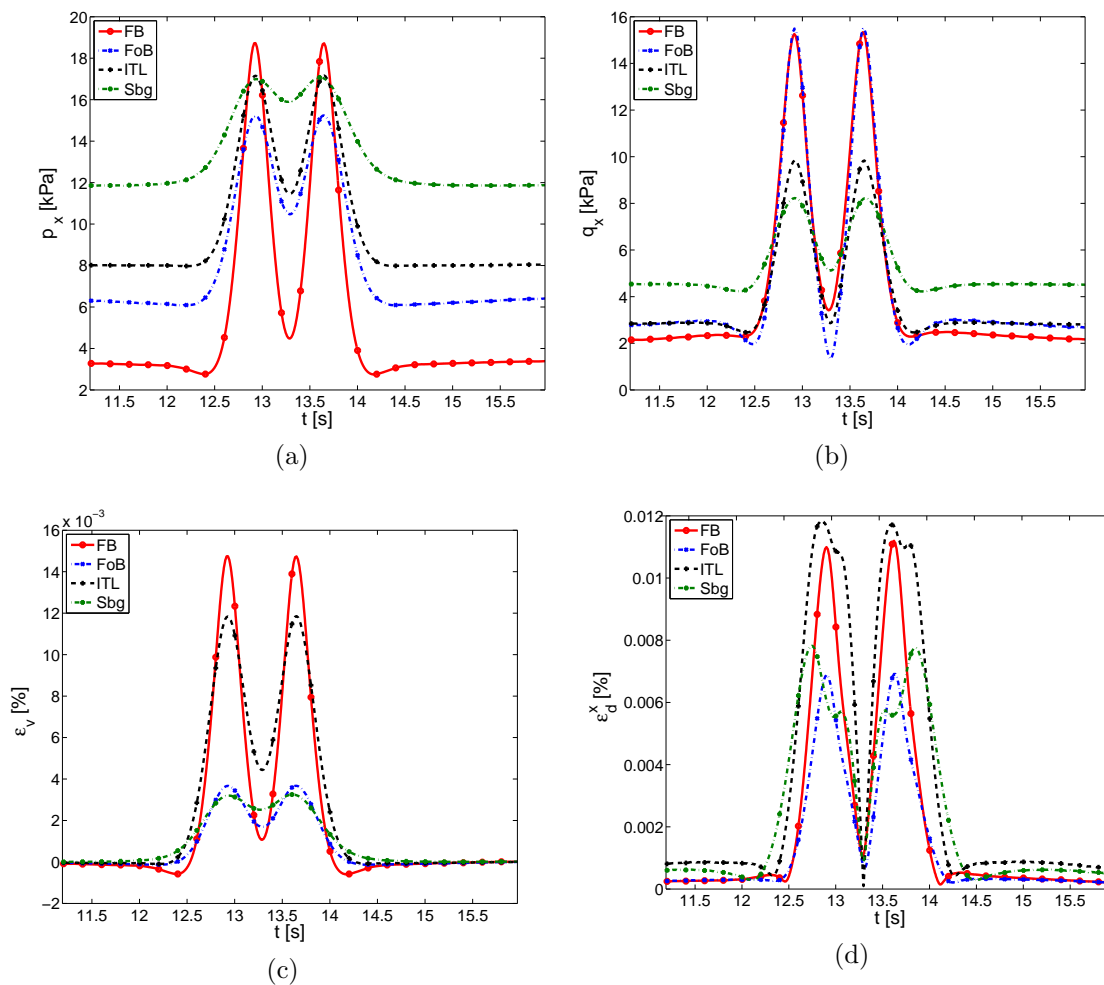 20
18
16
14
12
10
8
6
4
2
p_x [kPa]
FB
FoB
ITL
Sbg
11.5 12 12.5 13 13.5 14 14.5 15 15.5
t [s]
(a)
16
14
12
10
8
6
4
2
0
q_x [kPa]
FB
FoB
ITL
Sbg
11.5 12 12.5 13 13.5 14 14.5 15 15.5
t [s]
(b)
x 10⁻³
16
14
12
10
8
6
4
2
0
−2
ε_v [%]
FB
FoB
ITL
Sbg
11.5 12 12.5 13 13.5 14 14.5 15 15.5
t [s]
(c)
0.012
0.01
0.008
0.006
0.004
0.002
0
ε_d^x [%]
FB
FoB
ITL
Sbg
11.5 12 12.5 13 13.5 14 14.5 15 15.5
t [s]
(d)